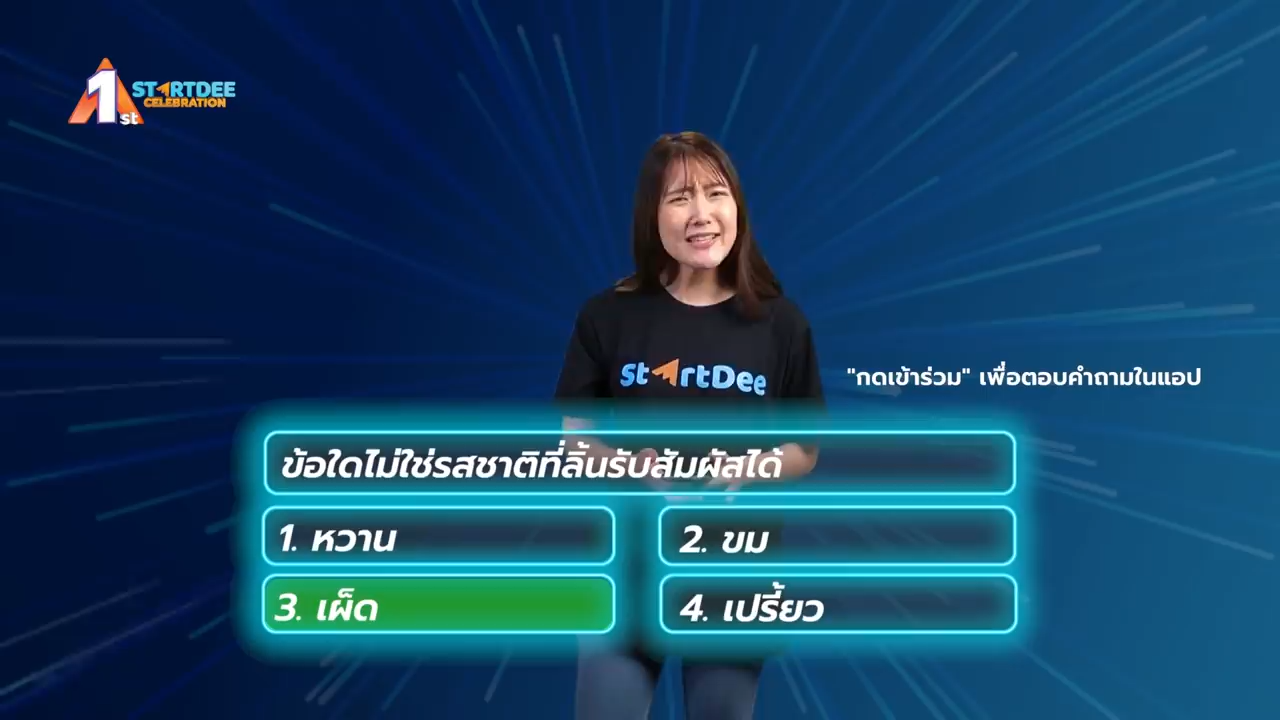 1st
STARTDEE
CELEBRATION
StartDee
"กดเข้าร่วม" เพื่อตอบคำถามในแอป
ข้อใดไม่ใช่รสชาติที่ลิ้นรับสัมผัสได้
1. หวาน
2. ขม
3. เผ็ด
4. เปรี้ยว